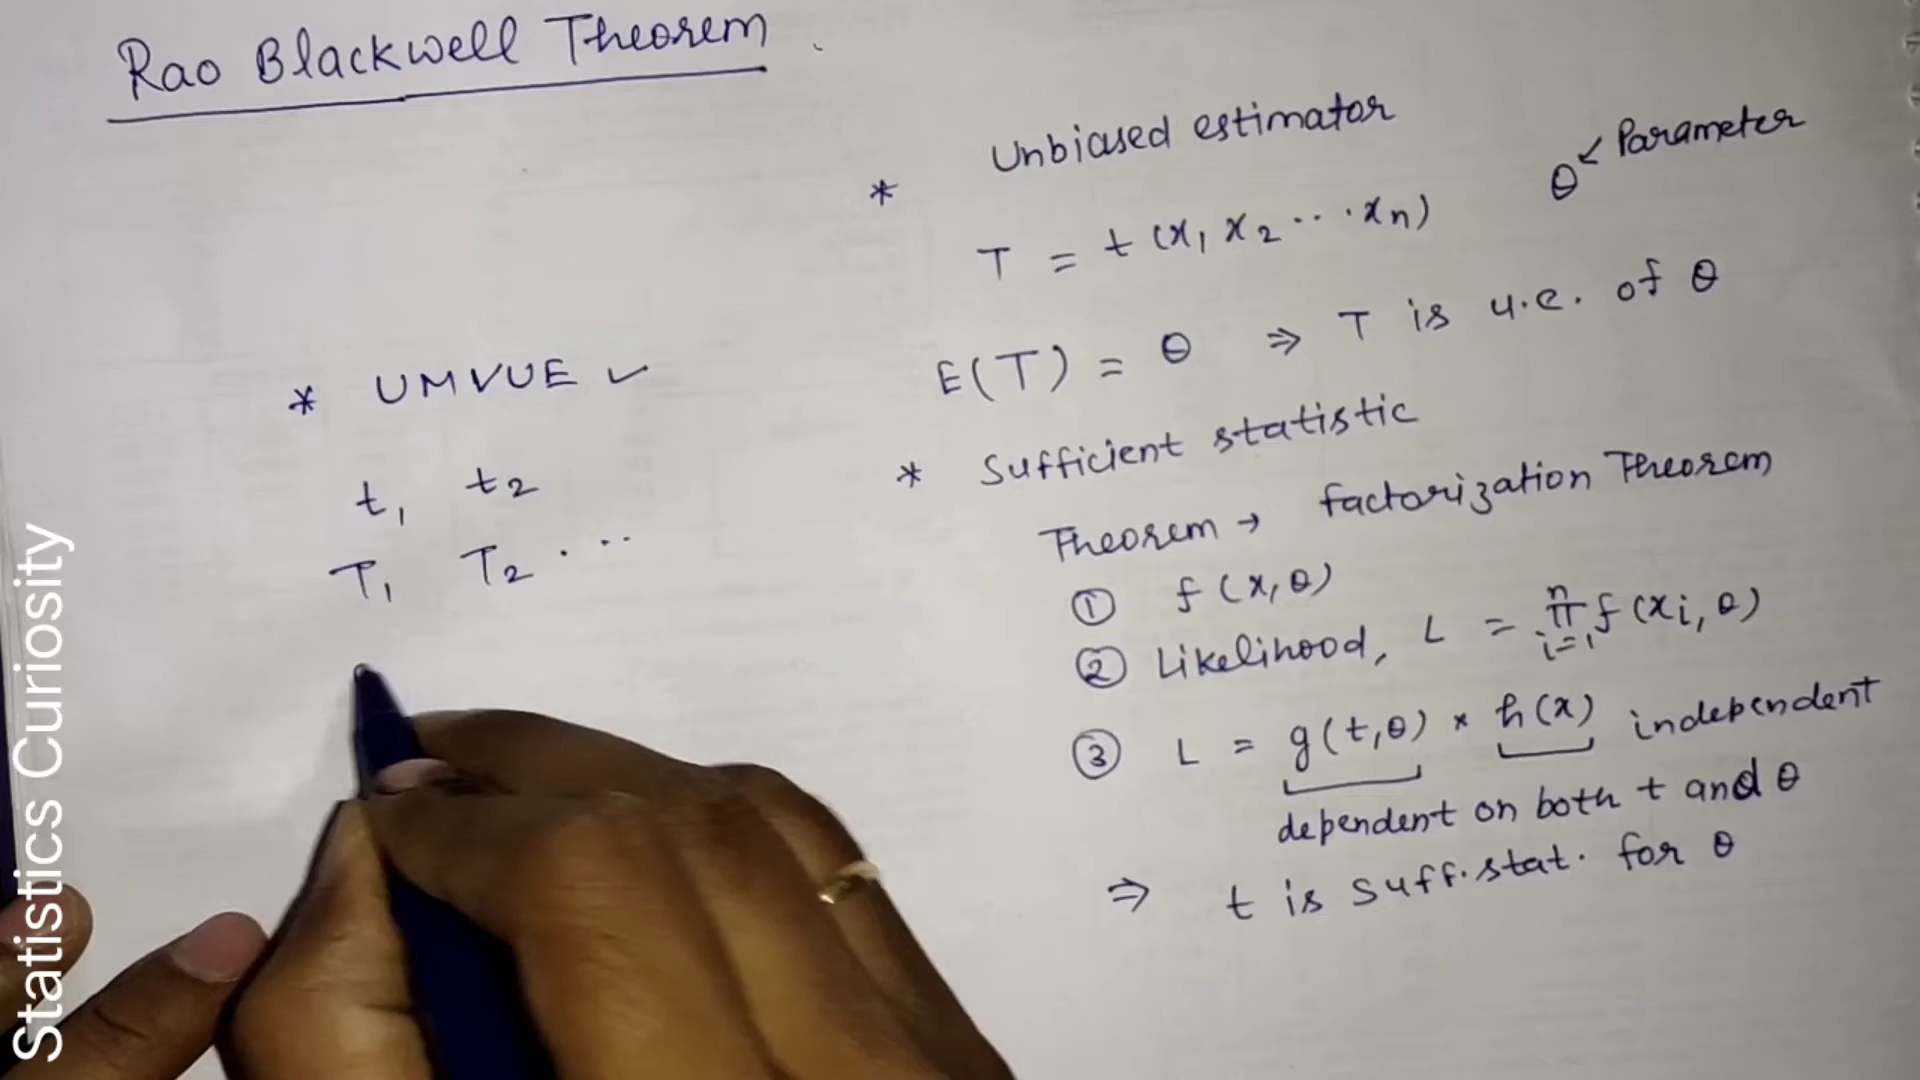 Rao Blackwell Theorem
* UMVUE ✓
t₁ t₂
T₁ T₂ ...
* Unbiased estimator
θ ← Parameter
T = t (x₁ x₂ ... xₙ)
E(T) = θ ⇒ T is u.e. of θ
* Sufficient statistic
Theorem → factorization Theorem
① f (x, θ)
② Likelihood, L = π f (xi, θ)
n
i=1
③ L = g(t,θ) * h(x) independent
dependent on both t and θ
⇒ t is suff.stat. for θ
Statistics Curiosity